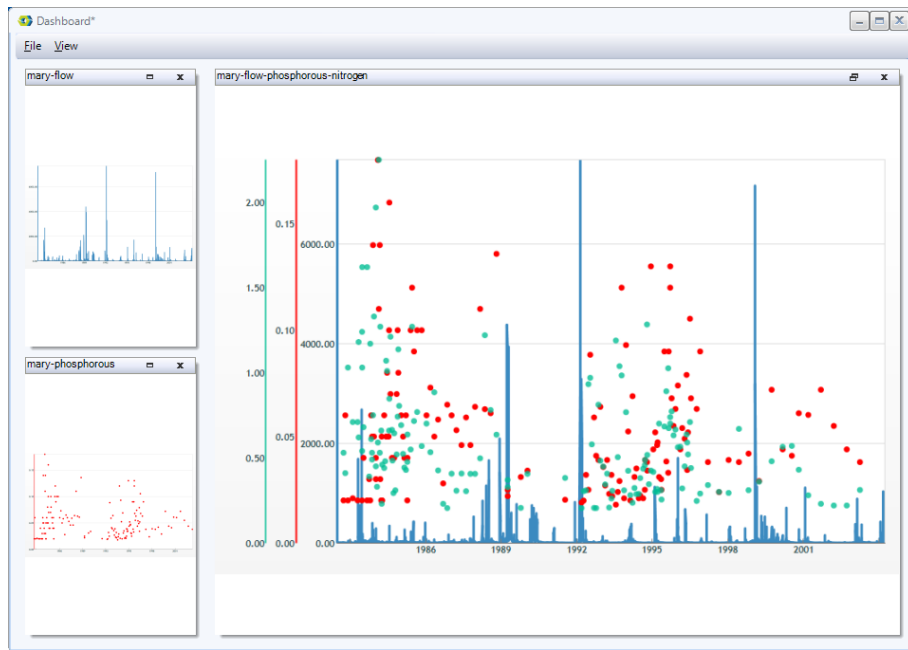 Dashboard*
File View
mary-flow
mary-flow-phosphorous-nitrogen
2.00
0.15
6000.00
1.50
0.10
4000.00
1.00
0.05
2000.00
0.50
0.00 0.00 0.00
1986 1989 1992 1995 1998 2001
mary-phosphorous